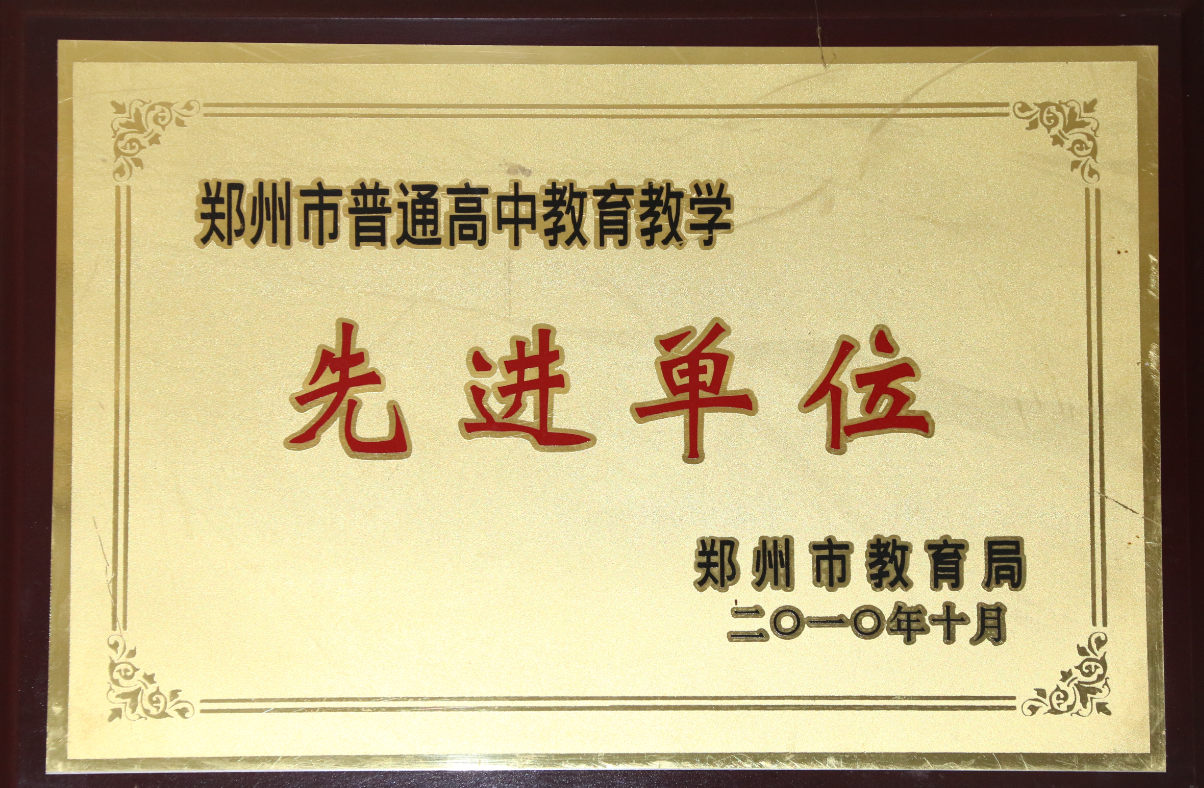 郑州市普通高中教育教学
先进单位
郑州市教育局
二〇一〇年十月